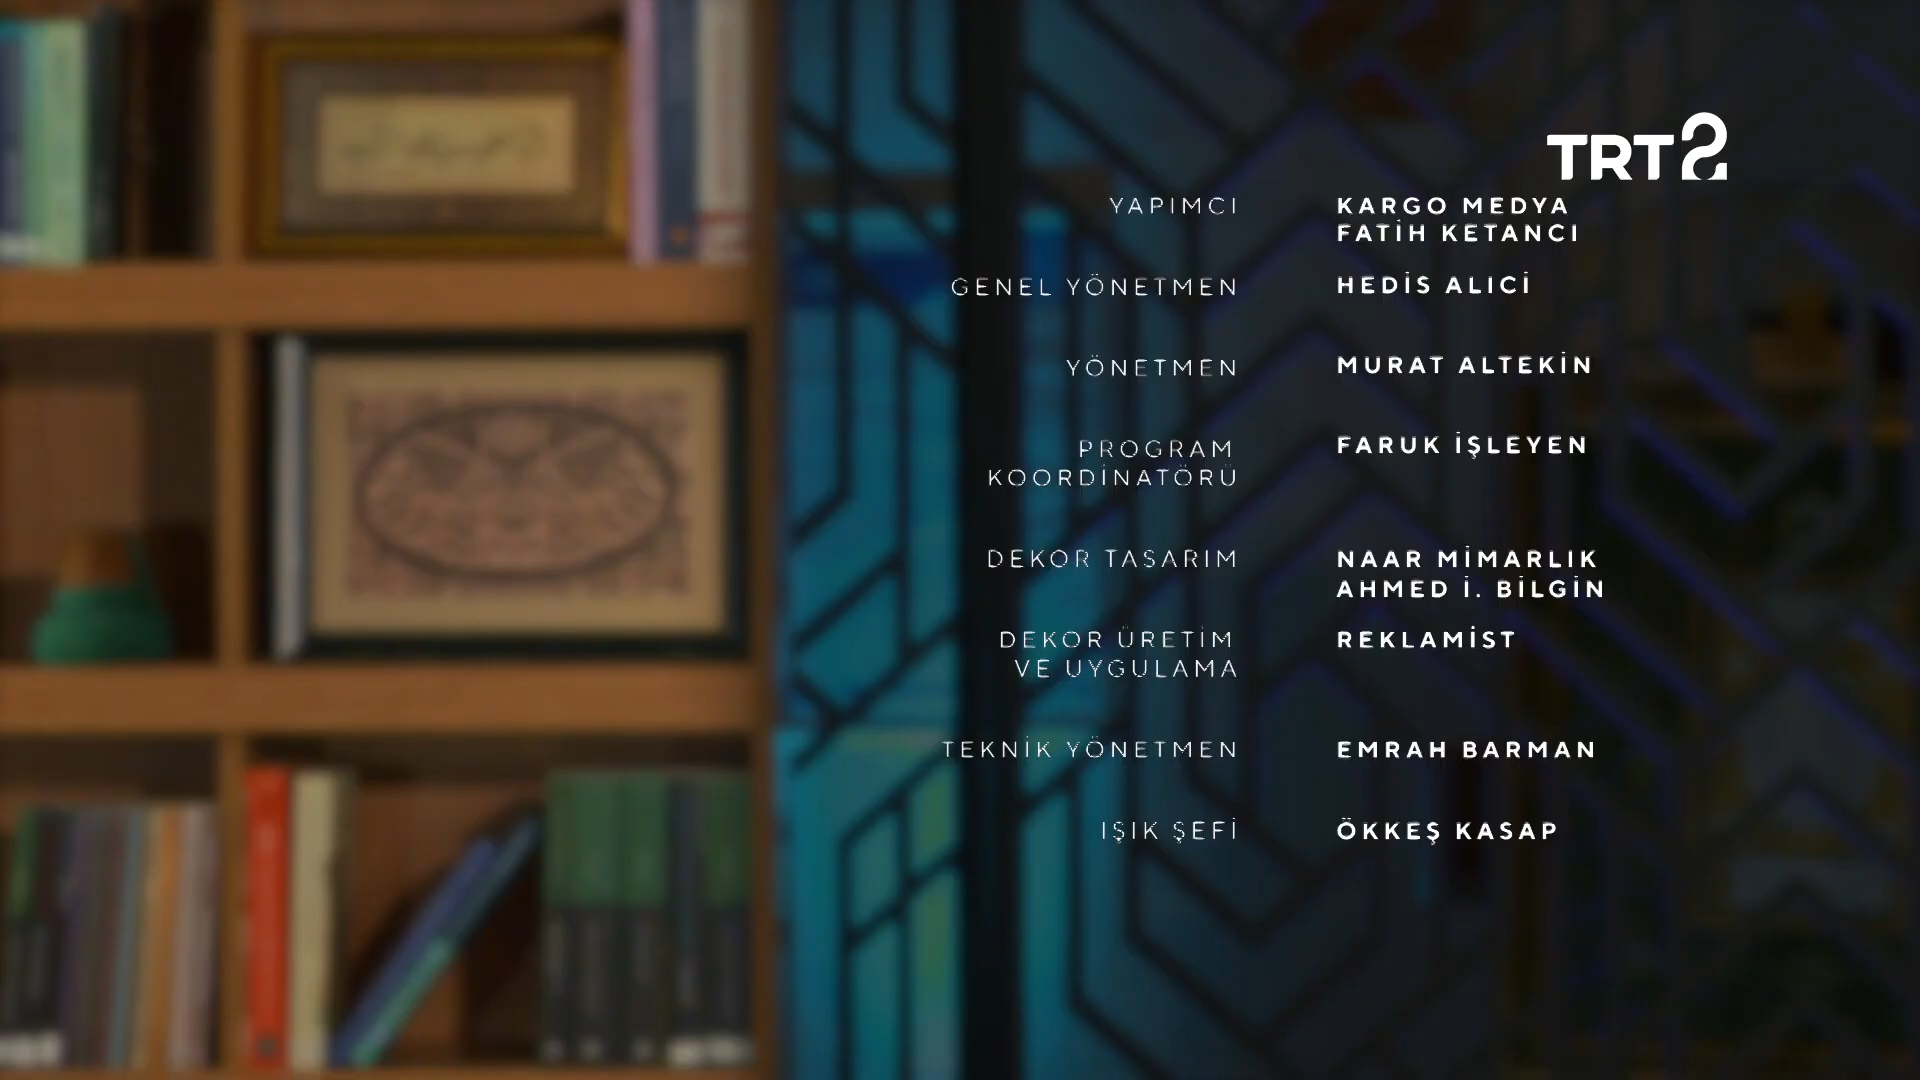 TRT2
YAPIMCI KARGO MEDYA
FATİH KETANCI
GENEL YÖNETMEN HEDİS ALICİ
YÖNETMEN MURAT ALTEKİN
PROGRAM KOORDİNATÖRÜ FARUK İŞLEYEN
DEKOR TASARIM NAAR MİMARLIK
AHMED İ. BİLGİN
DEKOR ÜRETİM
VE UYGULAMA REKLAMİST
TEKNİK YÖNETMEN EMRAH BARMAN
IŞIK ŞEFİ ÖKKEŞ KASAP